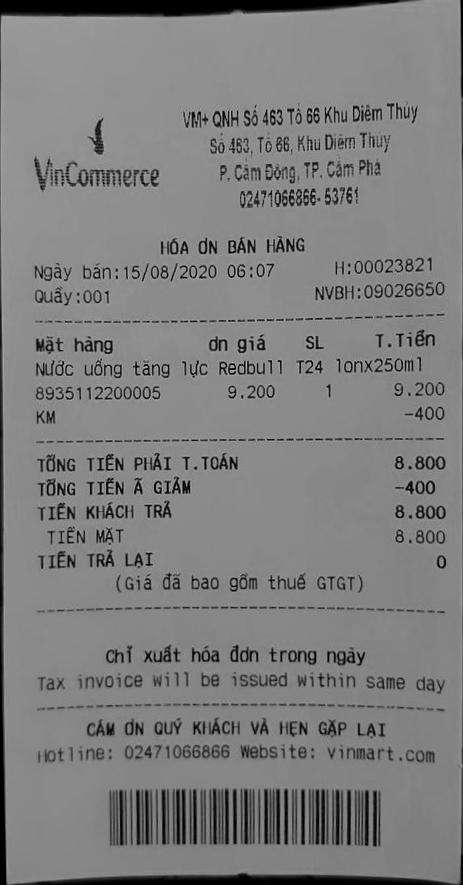 VinCommerce
VM+ QNH Số 463 Tổ 66 Khu Diêm Thủy
Số 463, Tổ 66, Khu Diêm Thủy
P. Cẩm Đông, TP. Cẩm Phả
02471066866- 53761
HÓA ƠN BÁN HÀNG
Ngày bán:15/08/2020 06:07 H:00023821
Quầy:001 NVBH:09026650
Mặt hàng ơn giá SL T.Tiền
Nước uống tăng lực Redbull T24 lonx250ml
8935112200005 9.200 1 9.200
KM -400
TỔNG TIỀN PHẢI T.TOÁN 8.800
TỔNG TIỀN Ã GIẢM -400
TIỀN KHÁCH TRẢ 8.800
TIỀN MẶT 8.800
TIỀN TRẢ LẠI 0
(Giá đã bao gồm thuế GTGT)
Chỉ xuất hóa đơn trong ngày
Tax invoice will be issued within same day
CÁM ƠN QUÝ KHÁCH VÀ HẸN GẶP LẠI
Hotline: 02471066866 Website: vinmart.com